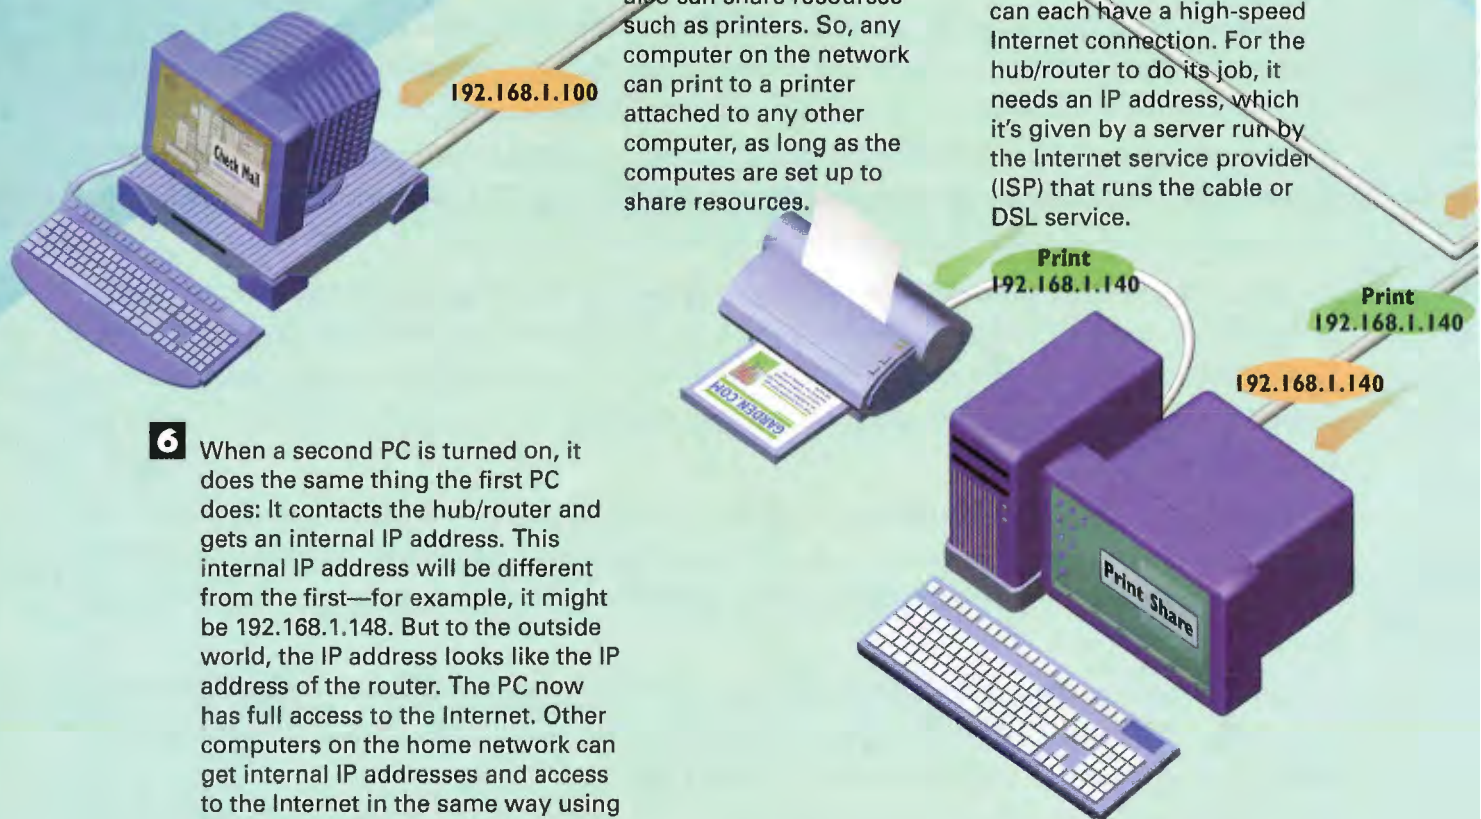 also can share resources
such as printers. So, any
computer on the network
can print to a printer
attached to any other
computer, as long as the
computes are set up to
share resources.
can each have a high-speed
Internet connection. For the
hub/router to do its job, it
needs an IP address, which
it's given by a server run by
the Internet service provider
(ISP) that runs the cable or
DSL service.
192.168.1.100
Check Mail
Print
192.168.1.140
Print
192.168.1.140
192.168.1.140
GARDEN COM
Print Share
6 When a second PC is turned on, it
does the same thing the first PC
does: It contacts the hub/router and
gets an internal IP address. This
internal IP address will be different
from the first—for example, it might
be 192.168.1.148. But to the outside
world, the IP address looks like the IP
address of the router. The PC now
has full access to the Internet. Other
computers on the home network can
get internal IP addresses and access
to the Internet in the same way using